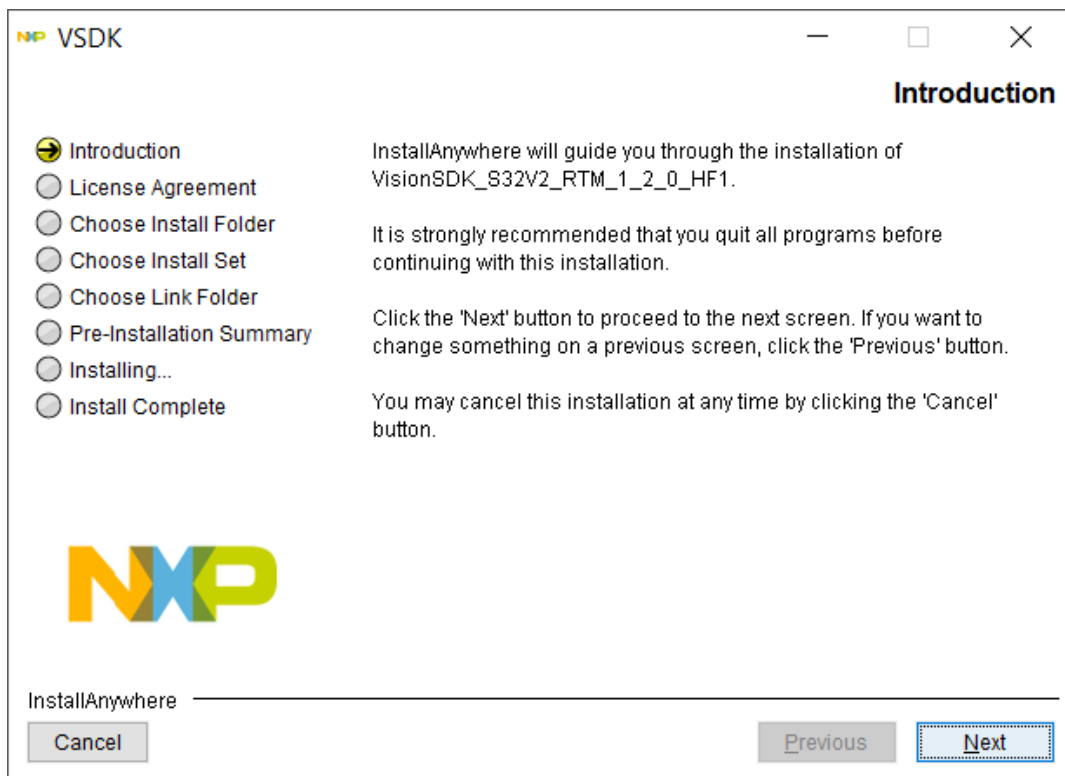 NXP VSDK
Introduction
Introduction
License Agreement
Choose Install Folder
Choose Install Set
Choose Link Folder
Pre-Installation Summary
Installing...
Install Complete
InstallAnywhere will guide you through the installation of
VisionSDK_S32V2_RTM_1_2_0_HF1.
It is strongly recommended that you quit all programs before
continuing with this installation.
Click the 'Next' button to proceed to the next screen. If you want to
change something on a previous screen, click the 'Previous' button.
You may cancel this installation at any time by clicking the 'Cancel'
button.
NXP
InstallAnywhere
Cancel
Previous
Next